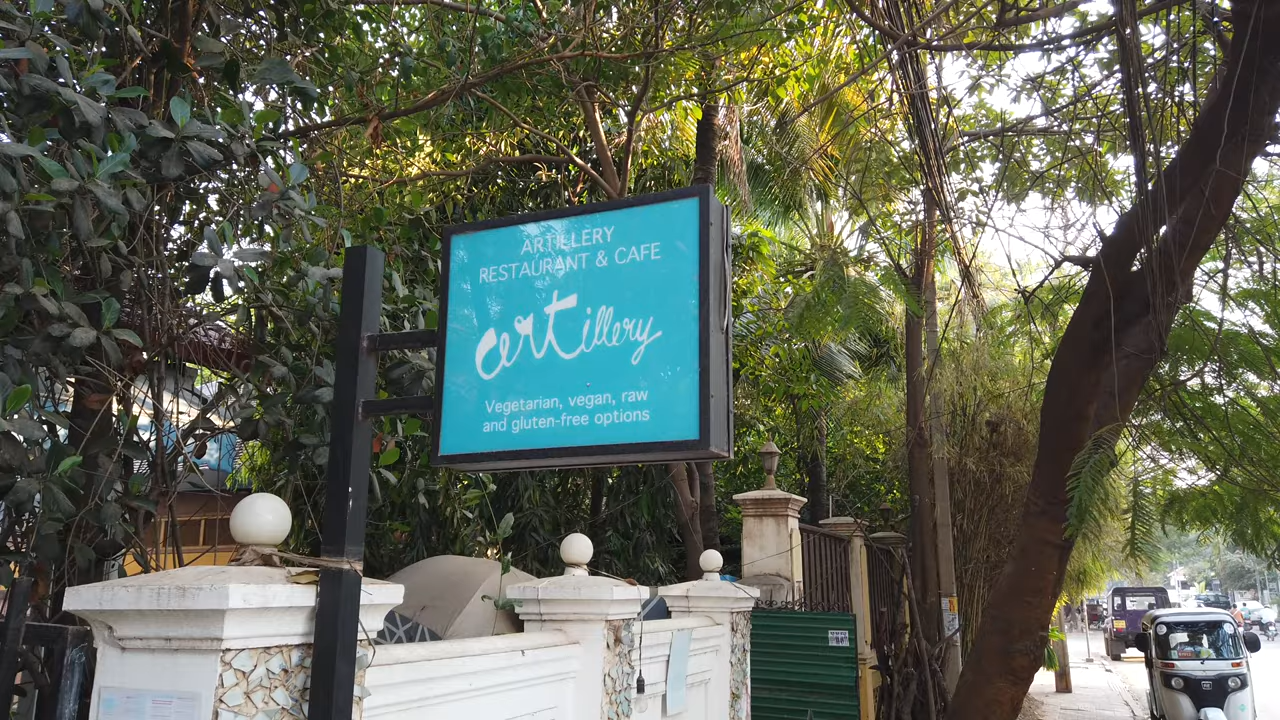 ARTILLERY
RESTAURANT & CAFE
artillery
Vegetarian, vegan, raw
and gluten-free options